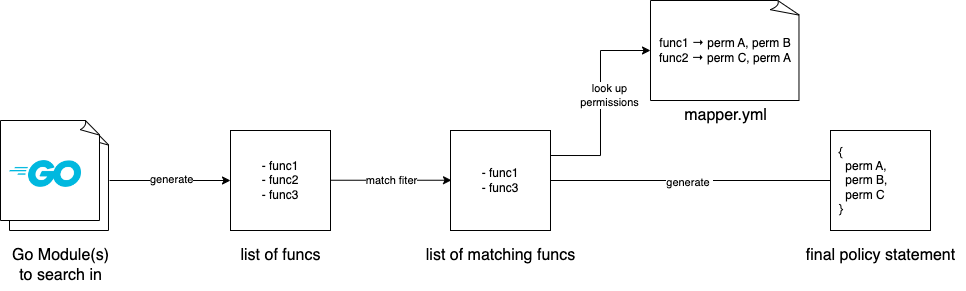 func1 → perm A, perm B
func2 → perm C, perm A
mapper.yml
look up
permissions
GO
generate
- func1
- func2
- func3
match fiter
- func1
- func3
generate
{
perm A,
perm B,
perm C
}
Go Module(s)
to search in
list of funcs
list of matching funcs
final policy statement